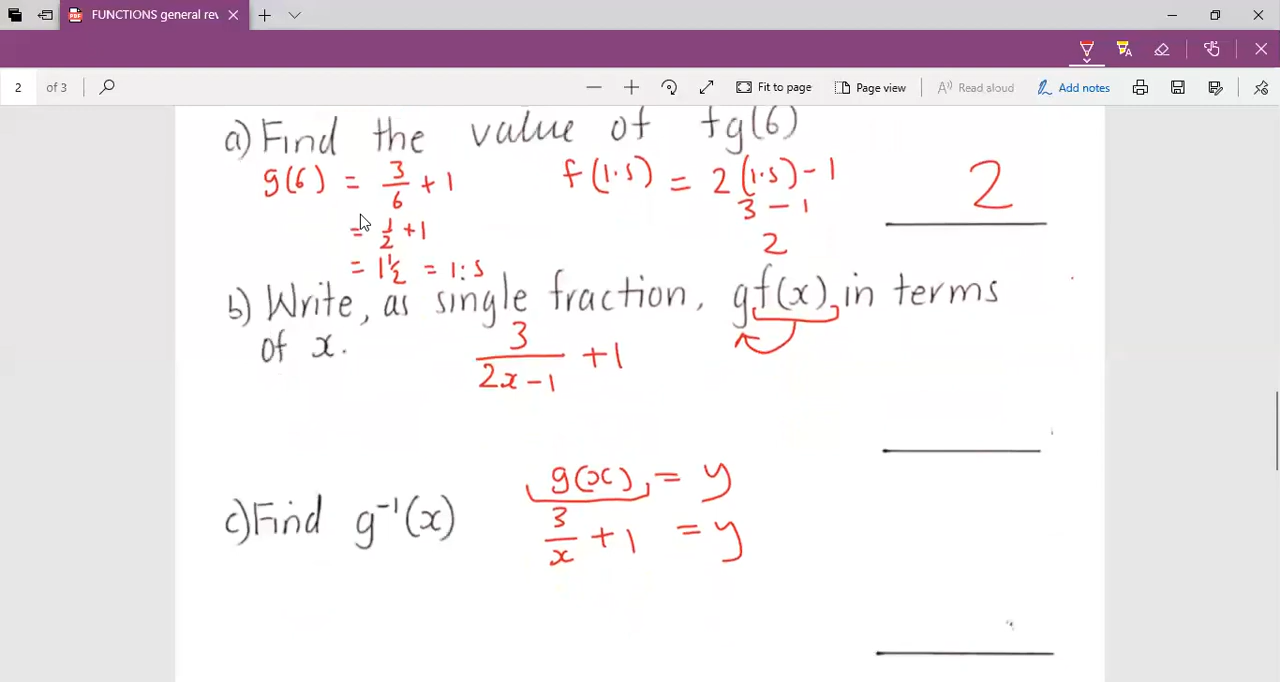 FUNCTIONS general rev
2 of 3
Fit to page
Page view
Read aloud
Add notes
a) Find the value of fg(6)
g(6) = 3/6 + 1
= 1/2 + 1
= 1 1/2 = 1.5
f(1.5) = 2(1.5) - 1
3 - 1
2
2
b) Write, as single fraction, gf(x), in terms
of x.
3/(2x-1) + 1
c) Find g⁻¹(x)
g(x) = y
3/x + 1 = y